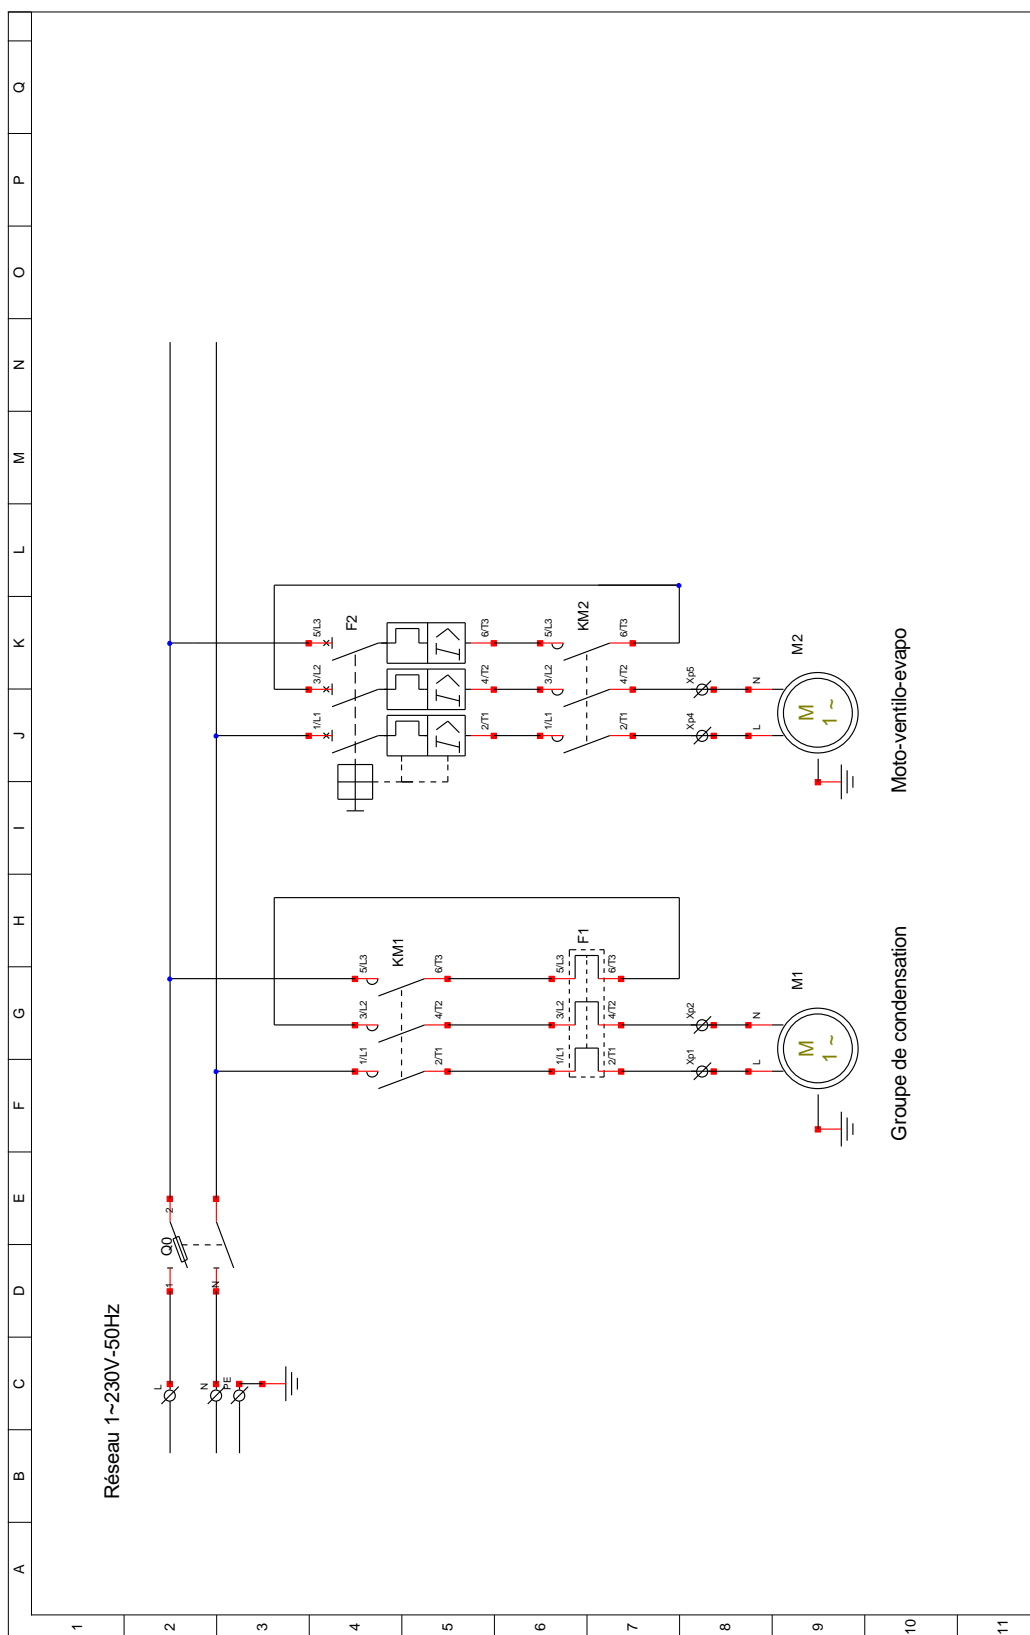 A B C D E F G H I J K L M N O P Q
1
2
3
4
5
6
7
8
9
10
11
Réseau 1~230V-50Hz
L
N
PE
Q0
1
2
N
KM1
1/L1 3/L2 5/L3
2/T1 4/T2 6/T3
F1
1/L1 3/L2 5/L3
2/T1 4/T2 6/T3
Xp1 Xp2
L N
M1
M
1 ~
Groupe de condensation
F2
1/L1 3/L2 5/L3
I> I> I>
2/T1 4/T2 6/T3
KM2
1/L1 3/L2 5/L3
2/T1 4/T2 6/T3
Xp4 Xp5
L N
M2
M
1 ~
Moto-ventilo-evapo